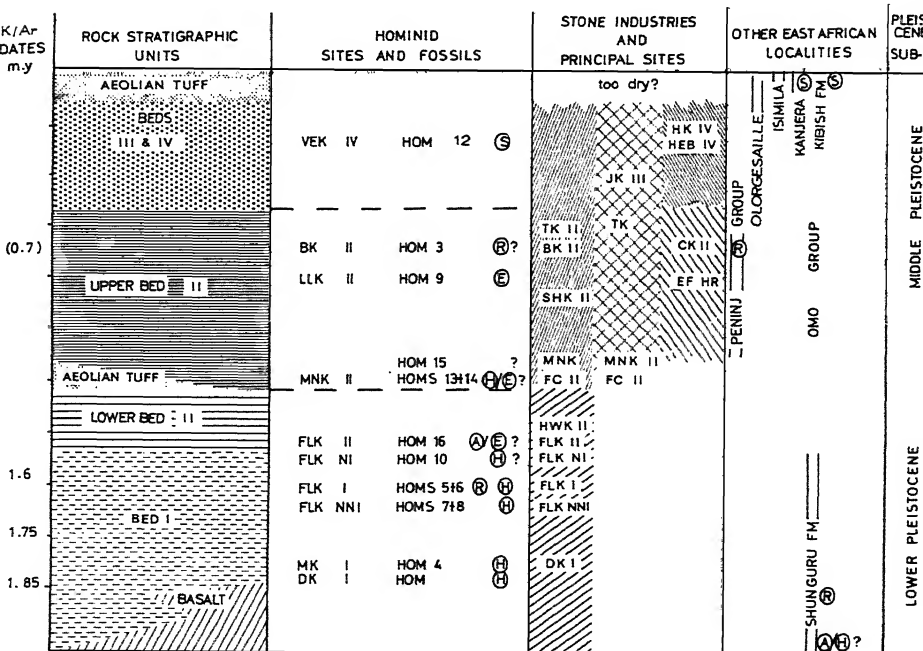 K/Ar
DATES
m.y
ROCK STRATIGRAPHIC
UNITS
HOMINID
SITES AND FOSSILS
STONE INDUSTRIES
AND
PRINCIPAL SITES
OTHER EAST AFRICAN
LOCALITIES
PLEIS
CENE
SUB-
AEOLIAN TUFF
too dry?
BEDS
III & IV
VEK IV HOM 12 S
HK IV
HEB IV
JK III
(0.7)
BK II HOM 3 R?
LLK II HOM 9 E
UPPER BED II
TK II
BK II
TK
CK II
EF HR
SHK II
HOM 15 ?
MNK II HOMS 13+14 H/E?
AEOLIAN TUFF
MNK
FC II
MNK II
FC II
LOWER BED II
HWK II
FLK II HOM 16 A/E ?
FLK II
FLK NI HOM 10 H ?
FLK NI
1.6
FLK I HOMS 5+6 R H
FLK I
FLK NNI HOMS 7+8 H
FLK NNI
BED I
1.75
MK I HOM 4 H
DK I HOM H
DK I
1.85
BASALT
PENINJ GROUP
R
OLORGESAILLE
ISIMILA
KANJERA S
KIBISH FM S
OMO GROUP
SHUNGURU FM
R
A H ?
MIDDLE PLEISTOCENE
LOWER PLEISTOCENE